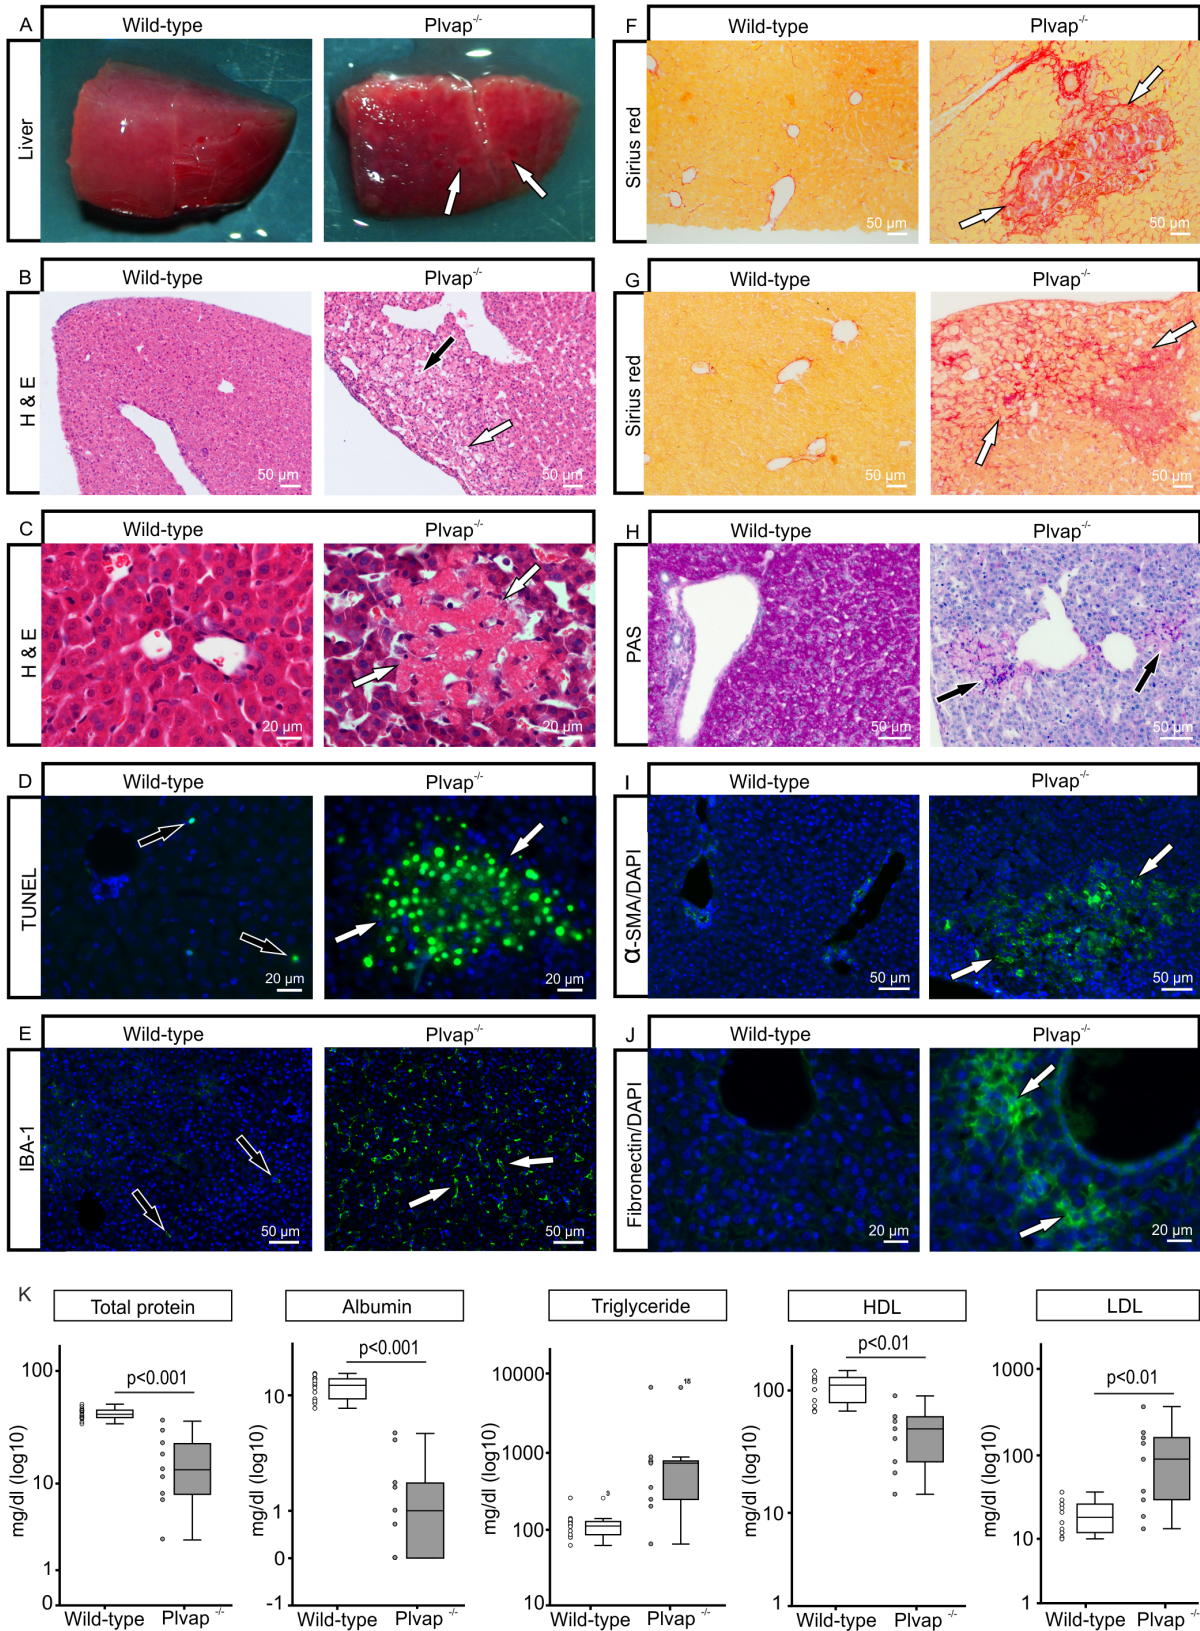 A Wild-type Plvap-/-
Liver
B Wild-type Plvap-/-
H & E
50 µm 50 µm
C Wild-type Plvap-/-
H & E
20 µm 20 µm
D Wild-type Plvap-/-
TUNEL
20 µm 20 µm
E Wild-type Plvap-/-
IBA-1
50 µm 50 µm
F Wild-type Plvap-/-
Sirius red
50 µm 50 µm
G Wild-type Plvap-/-
Sirius red
50 µm 50 µm
H Wild-type Plvap-/-
PAS
50 µm 50 µm
I Wild-type Plvap-/-
α-SMA/DAPI
50 µm 50 µm
J Wild-type Plvap-/-
Fibronectin/DAPI
20 µm 20 µm
K
Total protein
mg/dl (log10)
100
10
1
0
p<0.001
Wild-type Plvap -/-
Albumin
mg/dl (log10)
10
1
0
-1
p<0.001
Wild-type Plvap -/-
Triglyceride
mg/dl (log10)
10000
1000
100
10
3
Wild-type Plvap -/-
HDL
mg/dl (log10)
100
10
1
p<0.01
Wild-type Plvap -/-
LDL
mg/dl (log10)
1000
100
10
1
p<0.01
Wild-type Plvap -/-